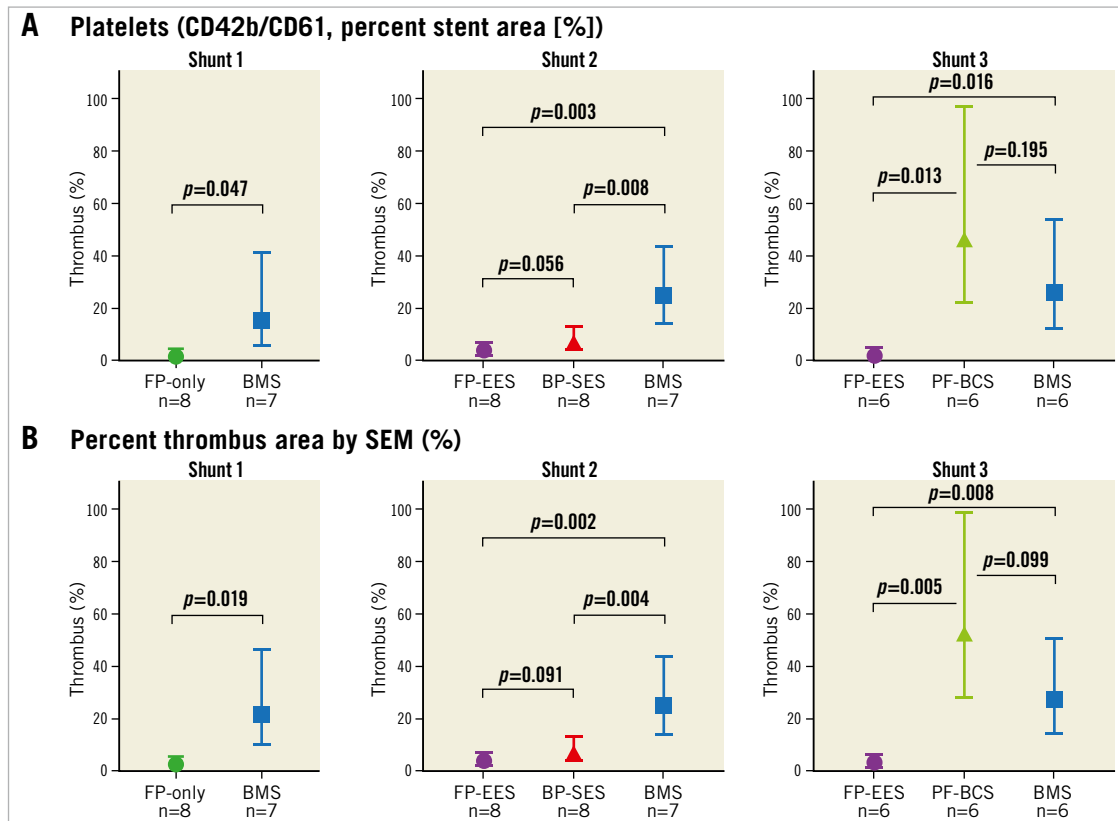 A Platelets (CD42b/CD61, percent stent area [%])
Shunt 1
Thrombus (%)
100
80
60
40
20
0
p=0.047
FP-only
n=8
BMS
n=7
Shunt 2
Thrombus (%)
100
80
60
40
20
0
p=0.003
p=0.008
p=0.056
FP-EES
n=8
BP-SES
n=8
BMS
n=7
Shunt 3
Thrombus (%)
100
80
60
40
20
0
p=0.016
p=0.195
p=0.013
FP-EES
n=6
PF-BCS
n=6
BMS
n=6
B Percent thrombus area by SEM (%)
Shunt 1
Thrombus (%)
100
80
60
40
20
0
p=0.019
FP-only
n=8
BMS
n=7
Shunt 2
Thrombus (%)
100
80
60
40
20
0
p=0.002
p=0.004
p=0.091
FP-EES
n=8
BP-SES
n=8
BMS
n=7
Shunt 3
Thrombus (%)
100
80
60
40
20
0
p=0.008
p=0.099
p=0.005
FP-EES
n=6
PF-BCS
n=6
BMS
n=6